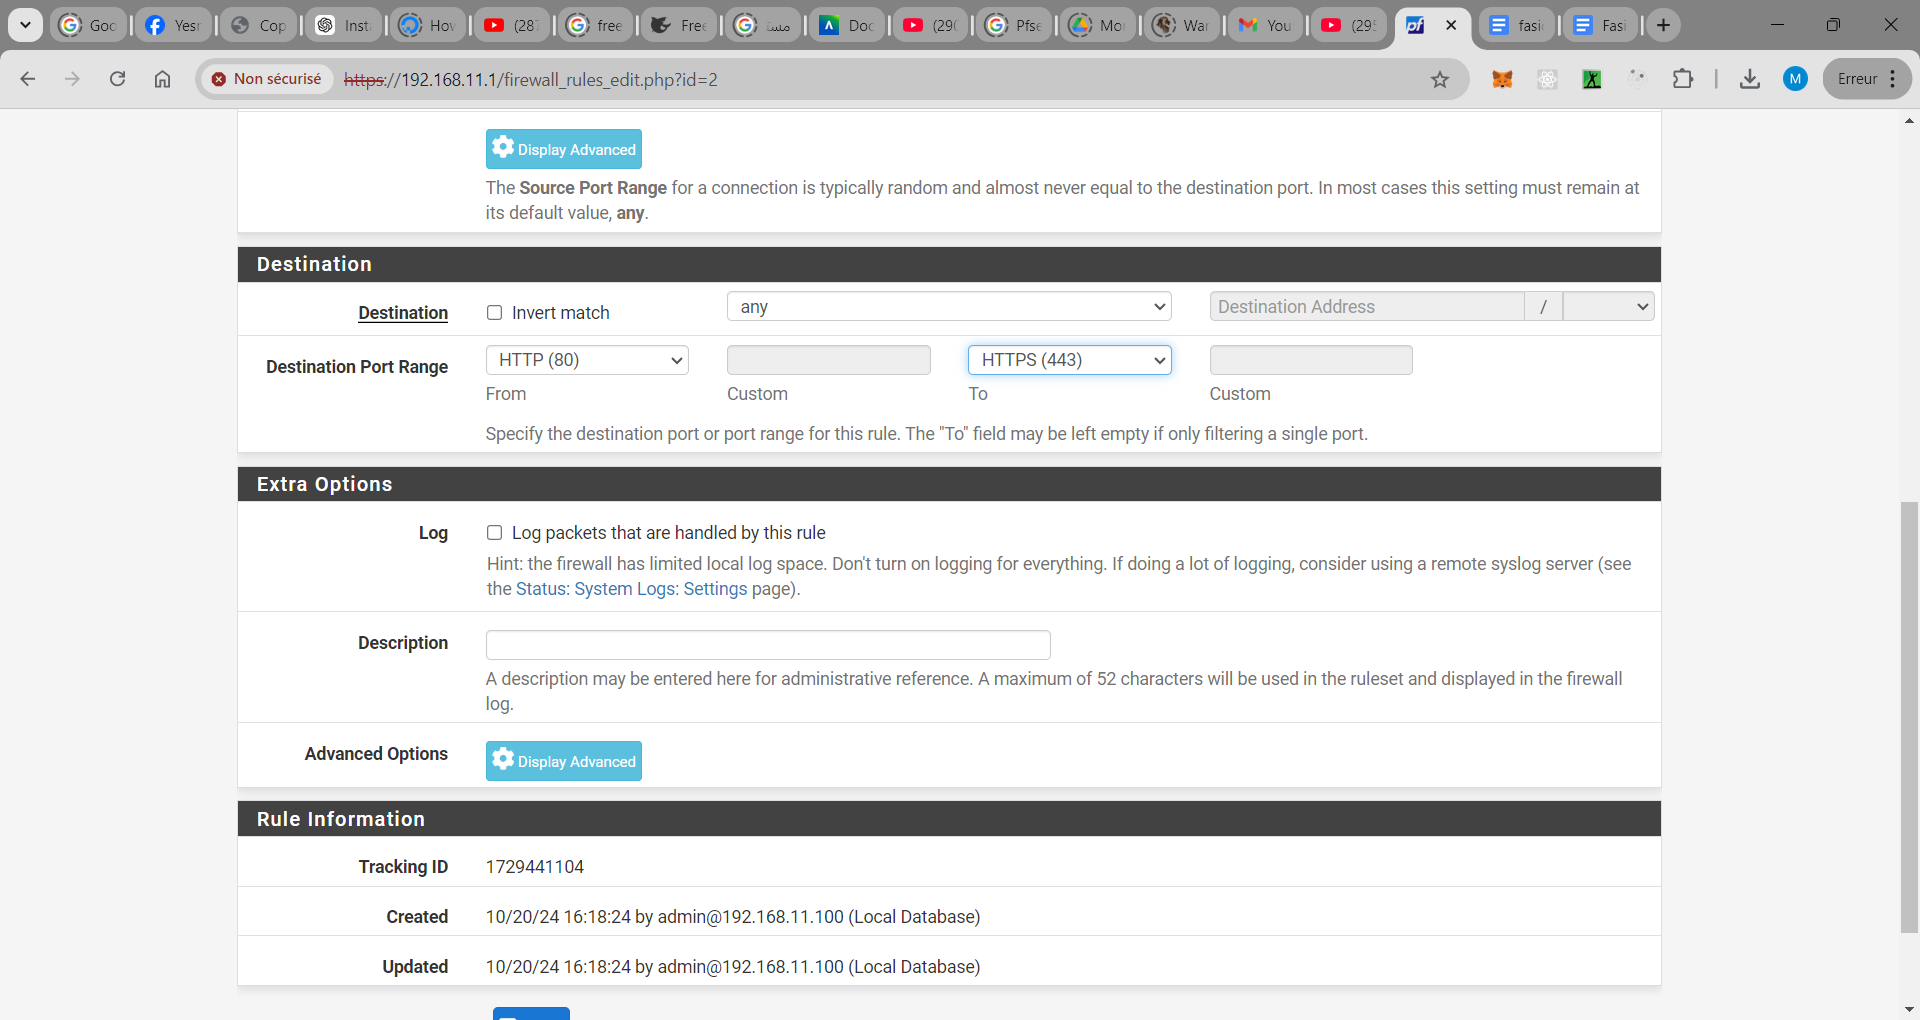 Goo
Yesr
Cop
Inst
Hov
(287
free
Free
مست
Doc
(290
Pfse
Mor
War
You
(295
fasi
Fasi
Non sécurisé
https://192.168.11.1/firewall_rules_edit.php?id=2
M
Erreur
Display Advanced
The Source Port Range for a connection is typically random and almost never equal to the destination port. In most cases this setting must remain at
its default value, any.
Destination
Destination
Invert match
any
Destination Address
/
Destination Port Range
HTTP (80)
HTTPS (443)
From
Custom
To
Custom
Specify the destination port or port range for this rule. The "To" field may be left empty if only filtering a single port.
Extra Options
Log
Log packets that are handled by this rule
Hint: the firewall has limited local log space. Don't turn on logging for everything. If doing a lot of logging, consider using a remote syslog server (see
the Status: System Logs: Settings page).
Description
A description may be entered here for administrative reference. A maximum of 52 characters will be used in the ruleset and displayed in the firewall
log.
Advanced Options
Display Advanced
Rule Information
Tracking ID
1729441104
Created
10/20/24 16:18:24 by admin@192.168.11.100 (Local Database)
Updated
10/20/24 16:18:24 by admin@192.168.11.100 (Local Database)